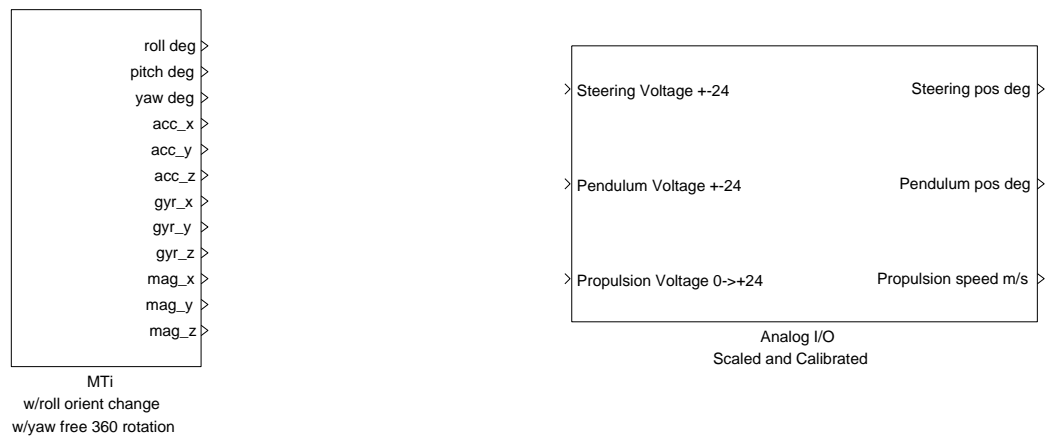 roll deg
pitch deg
yaw deg
acc_x
acc_y
acc_z
gyr_x
gyr_y
gyr_z
mag_x
mag_y
mag_z
MTi
w/roll orient change
w/yaw free 360 rotation
Steering Voltage +-24
Pendulum Voltage +-24
Propulsion Voltage 0->+24
Steering pos deg
Pendulum pos deg
Propulsion speed m/s
Analog I/O
Scaled and Calibrated